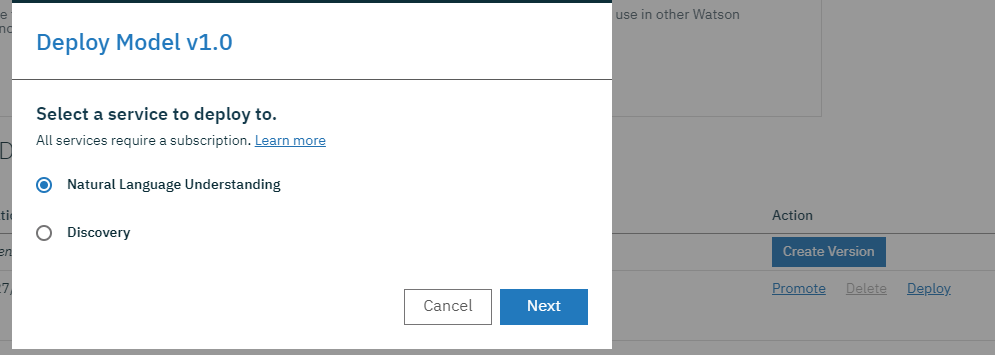 use in other Watson
Deploy Model v1.0
Select a service to deploy to.
All services require a subscription. Learn more
Natural Language Understanding
Discovery
Cancel
Next
Action
Create Version
Promote Delete Deploy